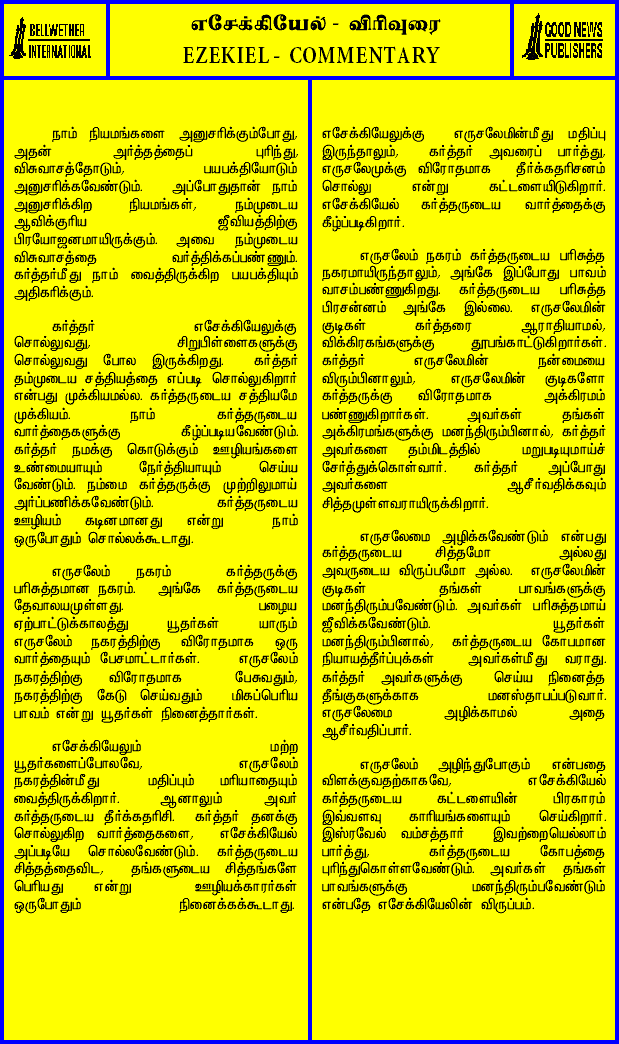 BELLWETHER
INTERNATIONAL
எசேக்கியேல் - விரிவுரை
EZEKIEL - COMMENTARY
GOOD NEWS
PUBLISHERS
நாம் நியமங்களை அனுசரிக்கும்போது,
அதன் அர்த்தத்தைப் புரிந்து,
விசுவாசத்தோடும், பயபக்தியோடும்
அனுசரிக்கவேண்டும். அப்போதுதான் நாம்
அனுசரிக்கிற நியமங்கள், நம்முடைய
ஆவிக்குரிய ஜீவியத்திற்கு
பிரயோஜனமாயிருக்கும். அவை நம்முடைய
விசுவாசத்தை வர்த்திக்கப்பண்ணும்.
கர்த்தர்மீது நாம் வைத்திருக்கிற பயபக்தியும்
அதிகரிக்கும்.
கர்த்தர் எசேக்கியேலுக்கு
சொல்லுவது, சிறுபிள்ளைகளுக்கு
சொல்லுவது போல இருக்கிறது. கர்த்தர்
தம்முடைய சத்தியத்தை எப்படி சொல்லுகிறார்
என்பது முக்கியமல்ல. கர்த்தருடைய சத்தியமே
முக்கியம். நாம் கர்த்தருடைய
வார்த்தைகளுக்கு கீழ்ப்படியவேண்டும்.
கர்த்தர் நமக்கு கொடுக்கும் ஊழியங்களை
உண்மையாயும் நேர்த்தியாயும் செய்ய
வேண்டும். நம்மை கர்த்தருக்கு முற்றிலுமாய்
அர்ப்பணிக்கவேண்டும். கர்த்தருடைய
ஊழியம் கடினமானது என்று நாம்
ஒருபோதும் சொல்லக்கூடாது.
எருசலேம் நகரம் கர்த்தருக்கு
பரிசுத்தமான நகரம். அங்கே கர்த்தருடைய
தேவாலயமுள்ளது. பழைய
ஏற்பாட்டுக்காலத்து யூதர்கள் யாரும்
எருசலேம் நகரத்திற்கு விரோதமாக ஒரு
வார்த்தையும் பேசமாட்டார்கள். எருசலேம்
நகரத்திற்கு விரோதமாக பேசுவதும்,
நகரத்திற்கு கேடு செய்வதும் மிகப்பெரிய
பாவம் என்று யூதர்கள் நினைத்தார்கள்.
எசேக்கியேலும் மற்ற
யூதர்களைப்போலவே, எருசலேம்
நகரத்தின்மீது மதிப்பும் மரியாதையும்
வைத்திருக்கிறார். ஆனாலும் அவர்
கர்த்தருடைய தீர்க்கதரிசி. கர்த்தர் தனக்கு
சொல்லுகிற வார்த்தைகளை, எசேக்கியேல்
அப்படியே சொல்லவேண்டும். கர்த்தருடைய
சித்தத்தைவிட, தங்களுடைய சித்தங்களே
பெரியது என்று ஊழியக்காரர்கள்
ஒருபோதும் நினைக்கக்கூடாது.
எசேக்கியேலுக்கு எருசலேமின்மீது மதிப்பு
இருந்தாலும், கர்த்தர் அவரைப் பார்த்து,
எருசலேமுக்கு விரோதமாக தீர்க்கதரிசனம்
சொல்லு என்று கட்டளையிடுகிறார்.
எசேக்கியேல் கர்த்தருடைய வார்த்தைக்கு
கீழ்ப்படிகிறார்.
எருசலேம் நகரம் கர்த்தருடைய பரிசுத்த
நகரமாயிருந்தாலும், அங்கே இப்போது பாவம்
வாசம்பண்ணுகிறது. கர்த்தருடைய பரிசுத்த
பிரசன்னம் அங்கே இல்லை. எருசலேமின்
குடிகள் கர்த்தரை ஆராதியாமல்,
விக்கிரகங்களுக்கு தூபங்காட்டுகிறார்கள்.
கர்த்தர் எருசலேமின் நன்மையை
விரும்பினாலும், எருசலேமின் குடிகளோ
கர்த்தருக்கு விரோதமாக அக்கிரமம்
பண்ணுகிறார்கள். அவர்கள் தங்கள்
அக்கிரமங்களுக்கு மனந்திரும்பினால், கர்த்தர்
அவர்களை தம்மிடத்தில் மறுபடியுமாய்ச்
சேர்த்துக்கொள்வார். கர்த்தர் அப்போது
அவர்களை ஆசீர்வதிக்கவும்
சித்தமுள்ளவராயிருக்கிறார்.
எருசலேமை அழிக்கவேண்டும் என்பது
கர்த்தருடைய சித்தமோ அல்லது
அவருடைய விருப்பமோ அல்ல. எருசலேமின்
குடிகள் தங்கள் பாவங்களுக்கு
மனந்திரும்பவேண்டும். அவர்கள் பரிசுத்தமாய்
ஜீவிக்கவேண்டும். யூதர்கள்
மனந்திரும்பினால், கர்த்தருடைய கோபமான
நியாயத்தீர்ப்புக்கள் அவர்கள்மீது வராது.
கர்த்தர் அவர்களுக்கு செய்ய நினைத்த
தீங்குகளுக்காக மனஸ்தாபப்படுவார்.
எருசலேமை அழிக்காமல் அதை
ஆசீர்வதிப்பார்.
எருசலேம் அழிந்துபோகும் என்பதை
விளக்குவதற்காகவே, எசேக்கியேல்
கர்த்தருடைய கட்டளையின் பிரகாரம்
இவ்வளவு காரியங்களையும் செய்கிறார்.
இஸ்ரவேல் வம்சத்தார் இவற்றையெல்லாம்
பார்த்து, கர்த்தருடைய கோபத்தை
புரிந்துகொள்ளவேண்டும். அவர்கள் தங்கள்
பாவங்களுக்கு மனந்திரும்பவேண்டும்
என்பதே எசேக்கியேலின் விருப்பம்.